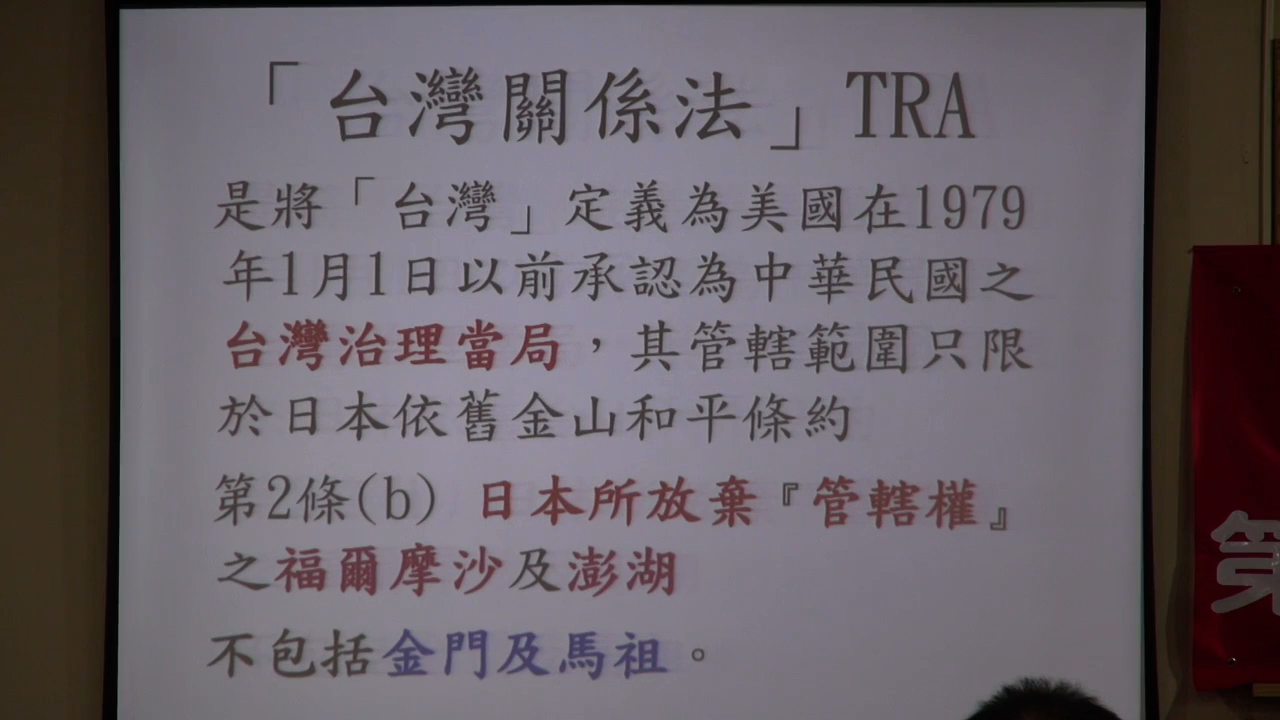 「台灣關係法」TRA
是將「台灣」定義為美國在1979
年1月1日以前承認為中華民國之
台灣治理當局，其管轄範圍只限
於日本依舊金山和平條約
第2條(b) 日本所放棄『管轄權』
之福爾摩沙及澎湖
不包括金門及馬祖。
第